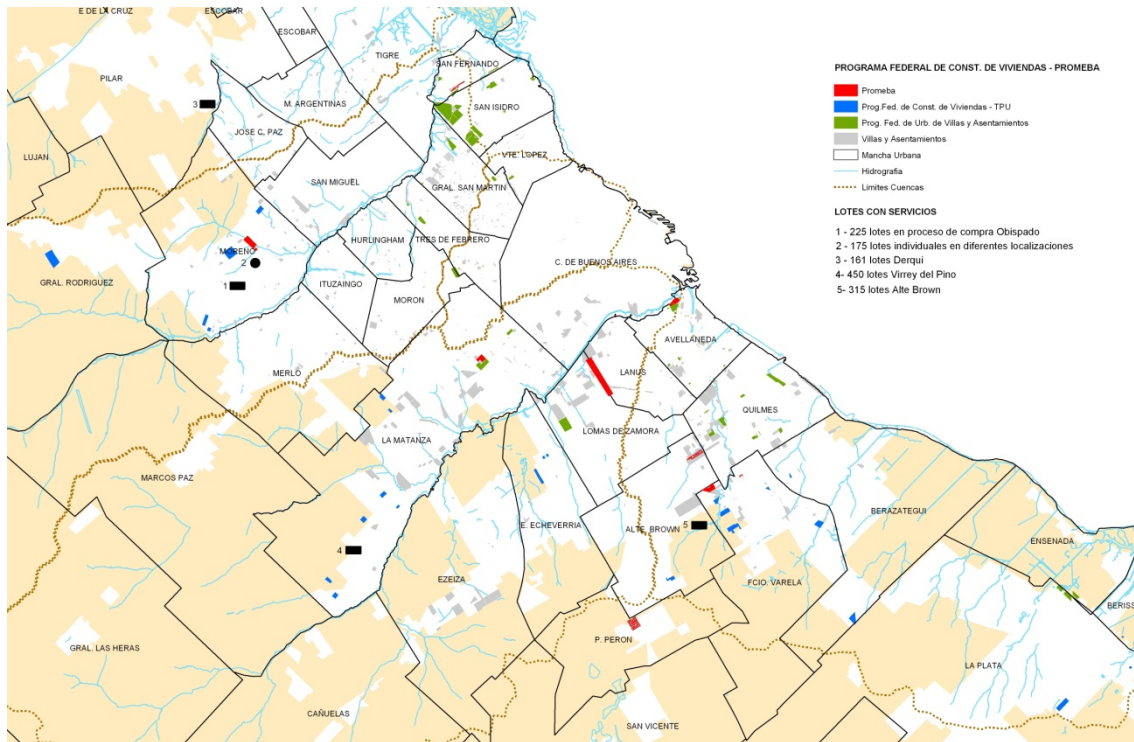 E DE LA CRUZ
ESCOBAR
ESCOBAR
TIGRE
SAN FERNANDO
PILAR
3
M. ARGENTINAS
SAN ISIDRO
JOSE C. PAZ
LUJAN
VTE. LOPEZ
SAN MIGUEL
GRAL. SAN MARTIN
HURLINGHAM
TRES DE FEBRERO
MORENO
2
C. DE BUENOS AIRES
GRAL. RODRIGUEZ
1
ITUZAINGO
MORON
AVELLANEDA
MERLO
LANUS
QUILMES
LA MATANZA
LOMAS DE ZAMORA
MARCOS PAZ
BERAZATEGUI
E. ECHEVERRIA
ALTE. BROWN
5
ENSENADA
4
EZEIZA
FCIO. VARELA
BERISS
P. PERON
GRAL. LAS HERAS
LA PLATA
CAÑUELAS
SAN VICENTE
PROGRAMA FEDERAL DE CONST. DE VIVIENDAS - PROMEBA
Promeba
Prog.Fed. de Const. de Viviendas - TPU
Prog. Fed. de Urb. de Villas y Asentamientos
Villas y Asentamientos
Mancha Urbana
Hidrografia
Limites Cuencas
LOTES CON SERVICIOS
1 - 225 lotes en proceso de compra Obispado
2 - 175 lotes individuales en diferentes localizaciones
3 - 161 lotes Derqui
4- 450 lotes Virrey del Pino
5- 315 lotes Alte Brown